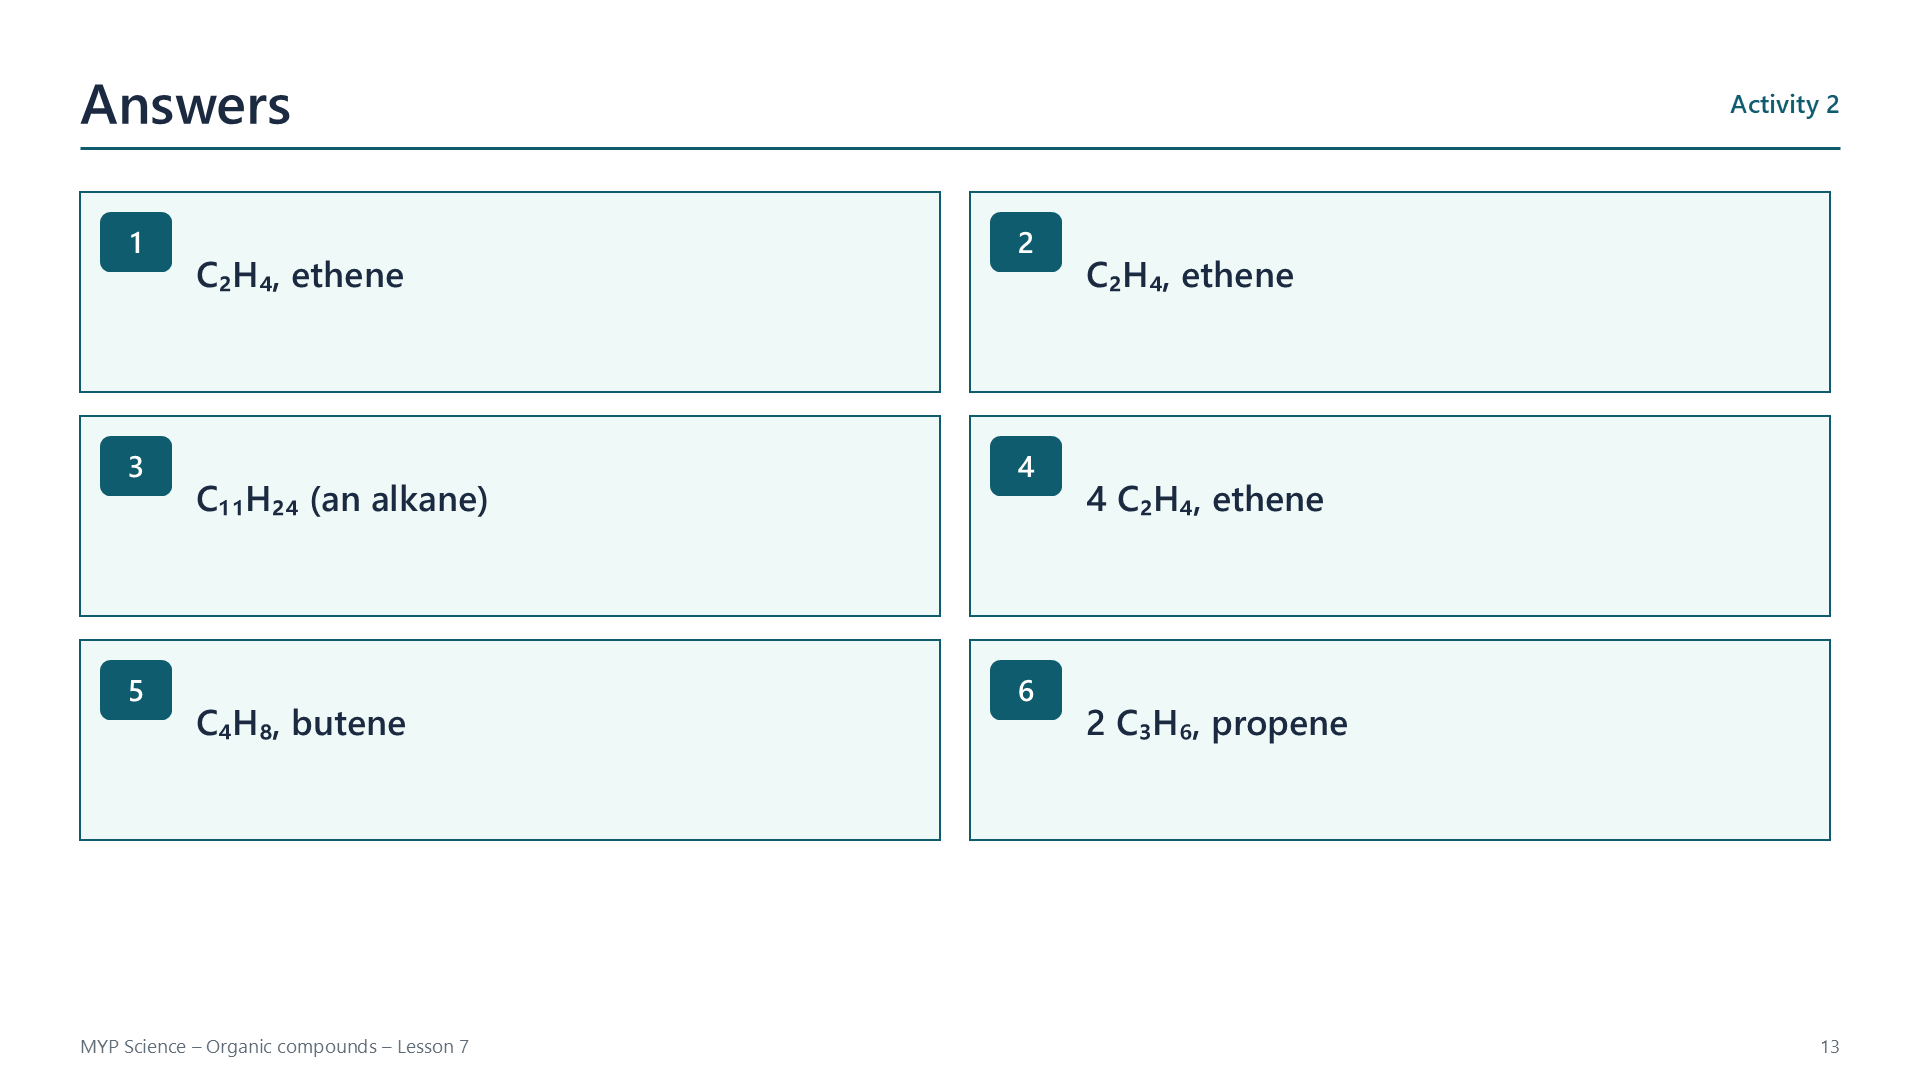 Answers
Activity 2
1
C₂H₄, ethene
2
C₂H₄, ethene
3
C₁₁H₂₄ (an alkane)
4
4 C₂H₄, ethene
5
C₄H₈, butene
6
2 C₃H₆, propene
MYP Science – Organic compounds – Lesson 7
13